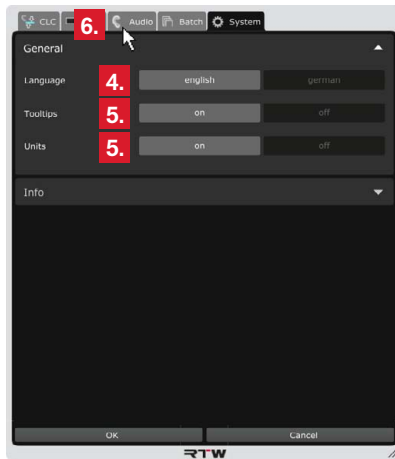 CLC 6. Audio Batch System
General
Language 4. english german
Tooltips 5. on off
Units 5. on off
Info
OK Cancel
RTW